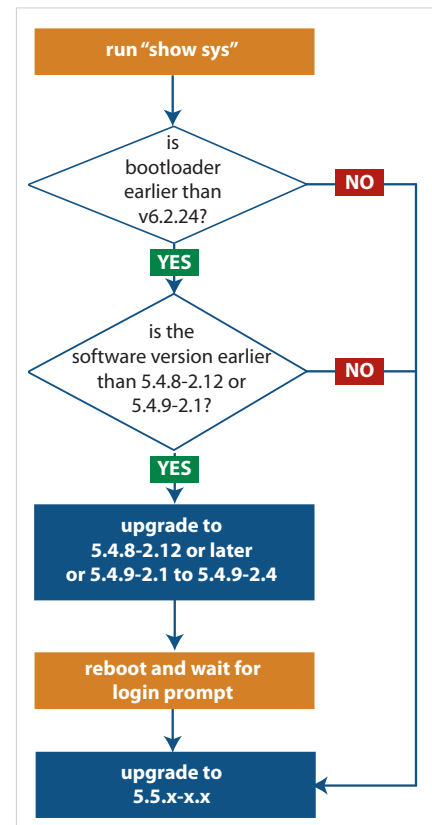 run “show sys”
is
bootloader
earlier than
v6.2.24?
NO
YES
is the
software version earlier
than 5.4.8-2.12 or
5.4.9-2.1?
NO
YES
upgrade to
5.4.8-2.12 or later
or 5.4.9-2.1 to 5.4.9-2.4
reboot and wait for
login prompt
upgrade to
5.5.x-x.x